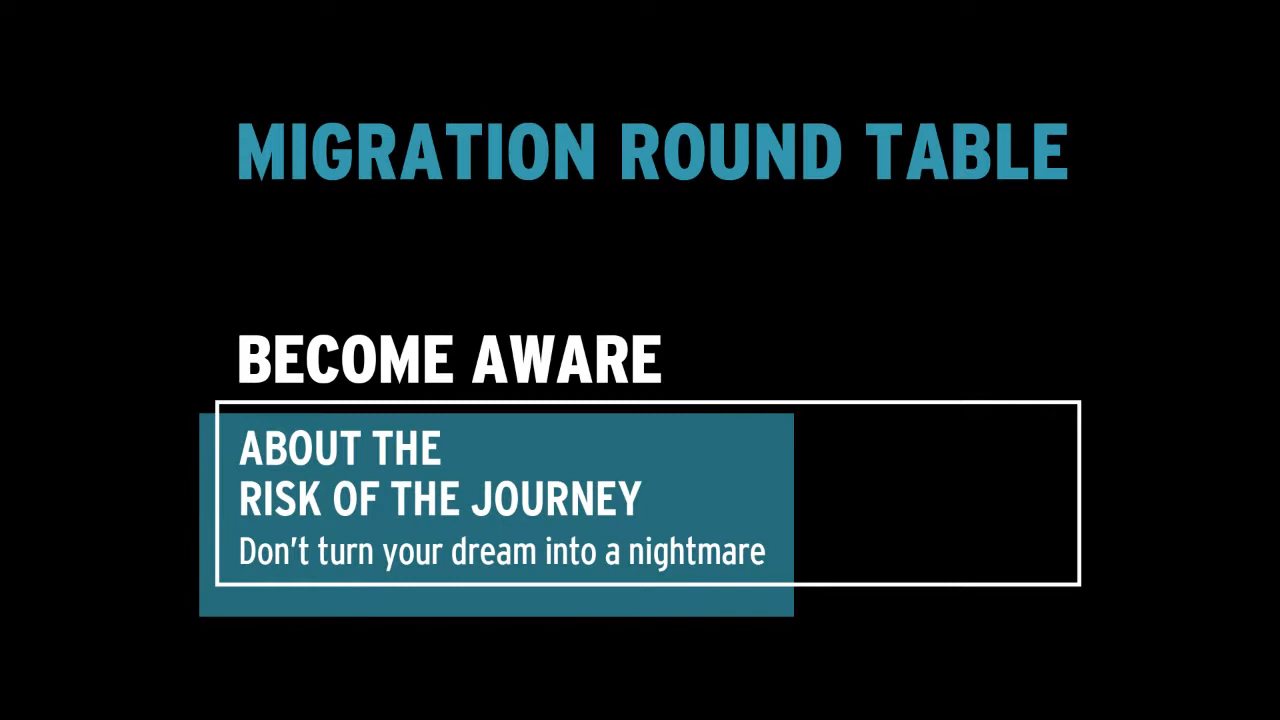 MIGRATION ROUND TABLE
BECOME AWARE
ABOUT THE
RISK OF THE JOURNEY
Don't turn your dream into a nightmare